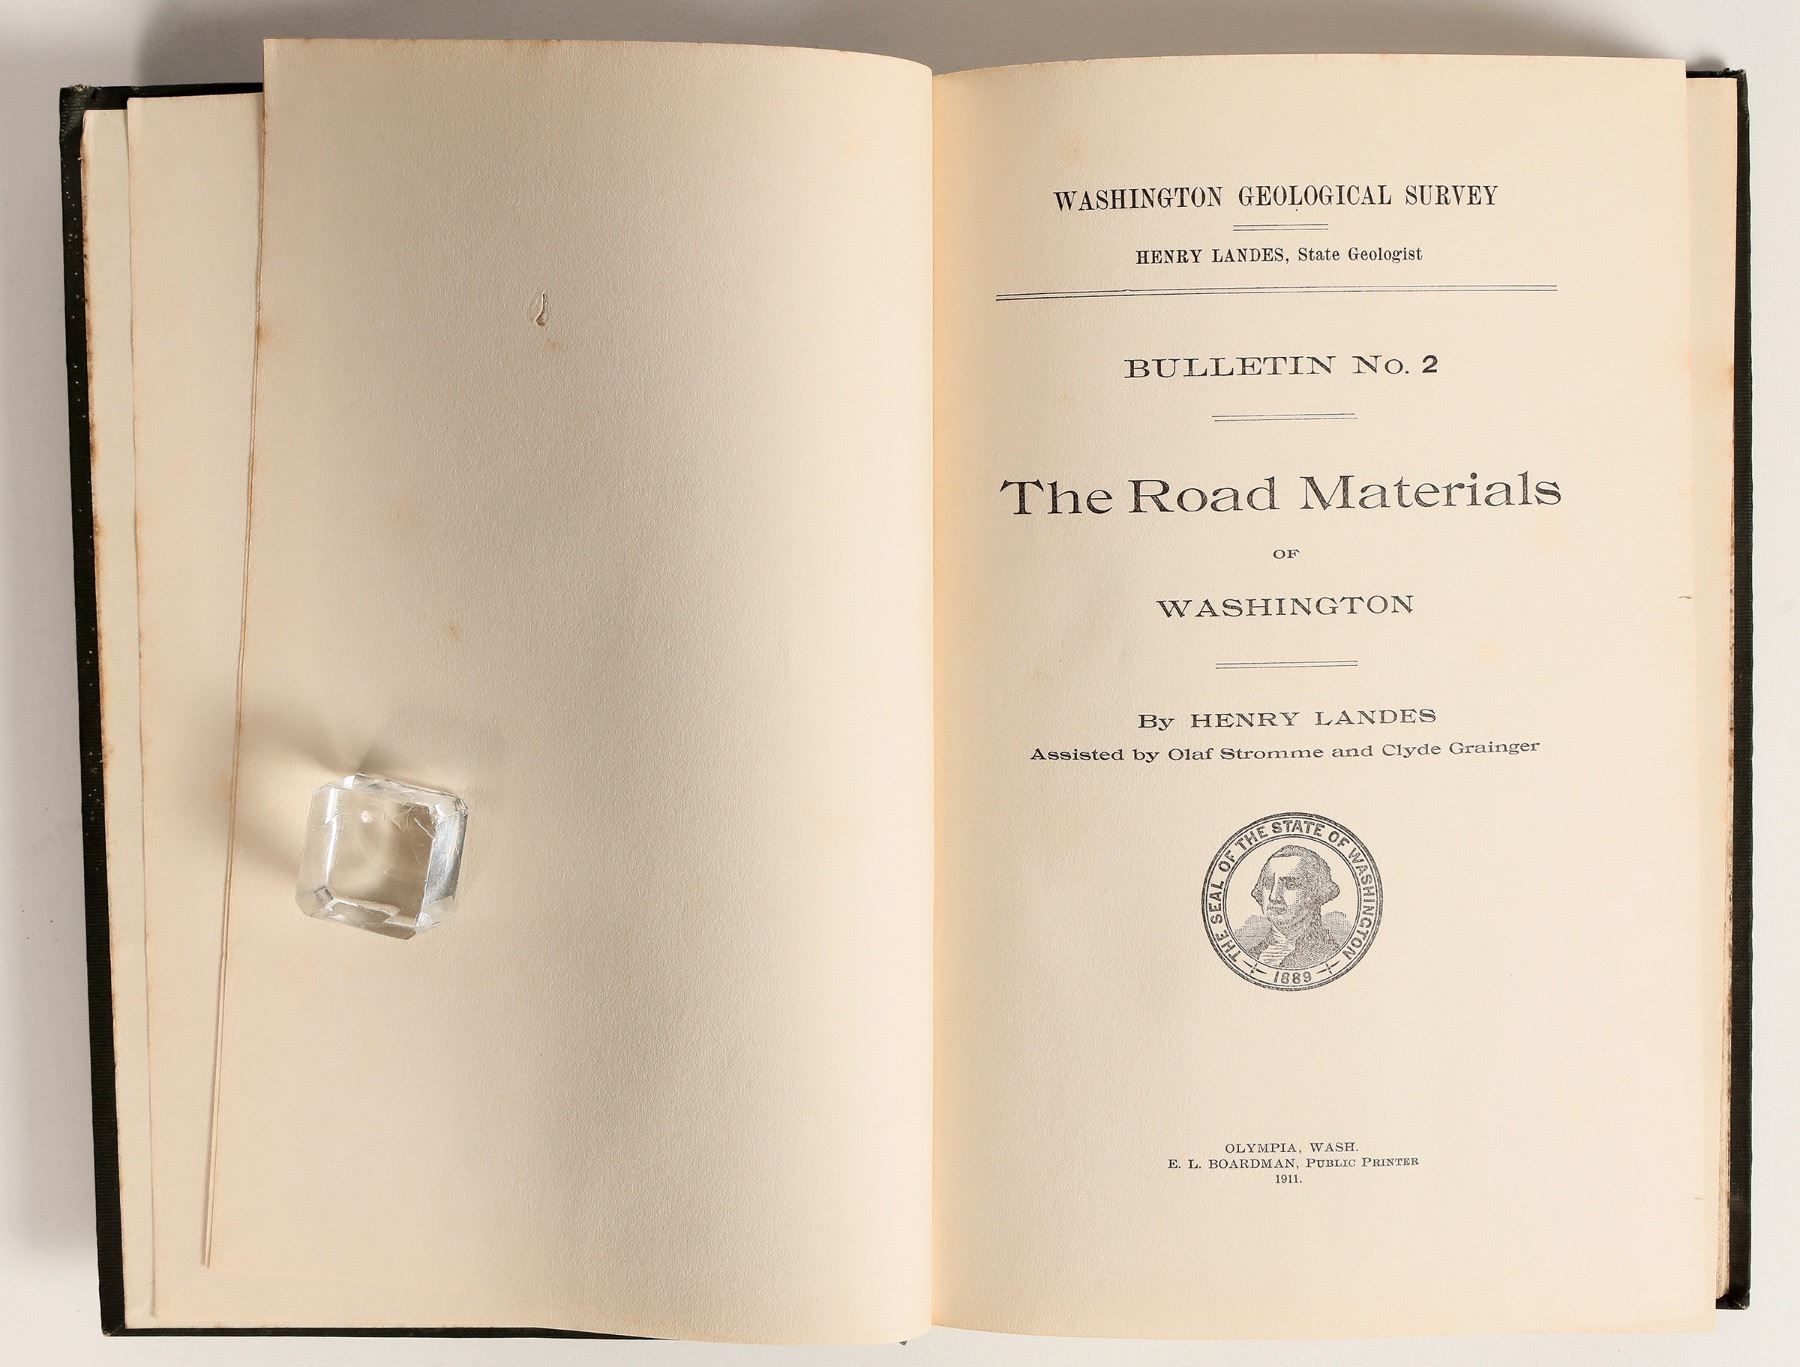 WASHINGTON GEOLOGICAL SURVEY
HENRY LANDES, State Geologist
BULLETIN No. 2
The Road Materials
OF
WASHINGTON
By HENRY LANDES
Assisted by Olaf Stromme and Clyde Grainger
THE SEAL OF THE STATE OF WASHINGTON
1889
OLYMPIA, WASH.
E. L. BOARDMAN, PUBLIC PRINTER
1911.